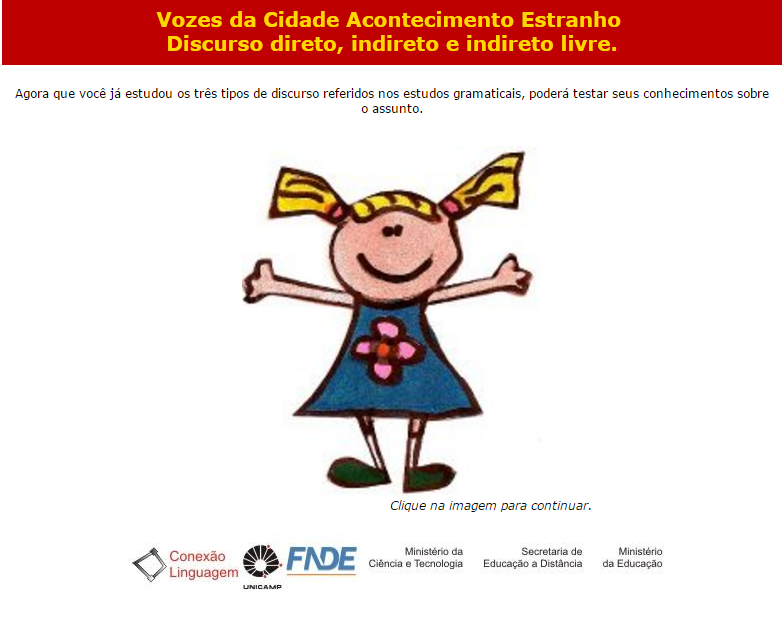 Vozes da Cidade Acontecimento Estranho
Discurso direto, indireto e indireto livre.
Agora que você já estudou os três tipos de discurso referidos nos estudos gramaticais, poderá testar seus conhecimentos sobre
o assunto.
Clique na imagem para continuar.
Conexão
Linguagem
UNICAMP
FNDE
Ministério da
Ciência e Tecnologia
Secretaria de
Educação a Distância
Ministério
da Educação